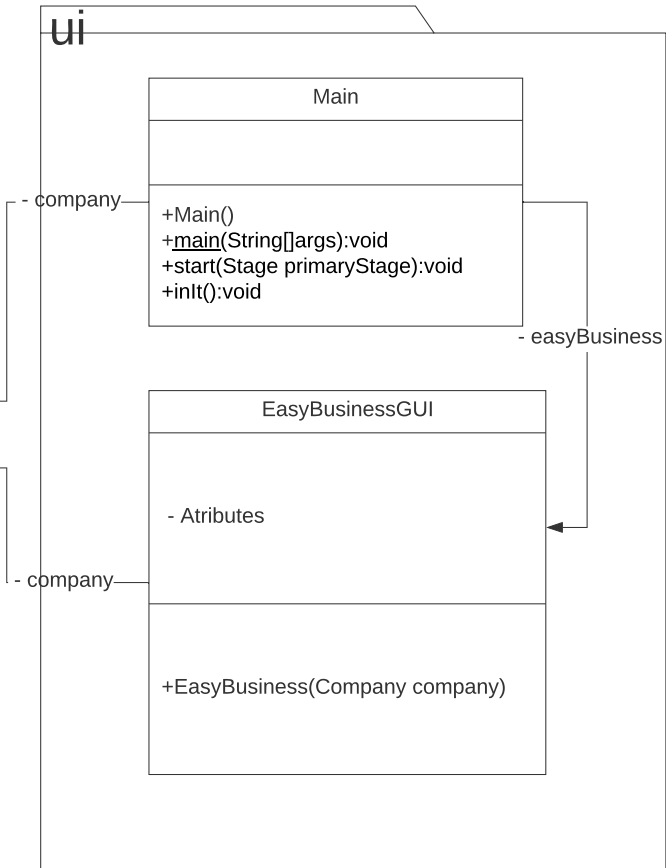 ui
Main
- company
+Main()
+main(String[]args):void
+start(Stage primaryStage):void
+inIt():void
- easyBusiness
EasyBusinessGUI
- Atributes
- company
+EasyBusiness(Company company)